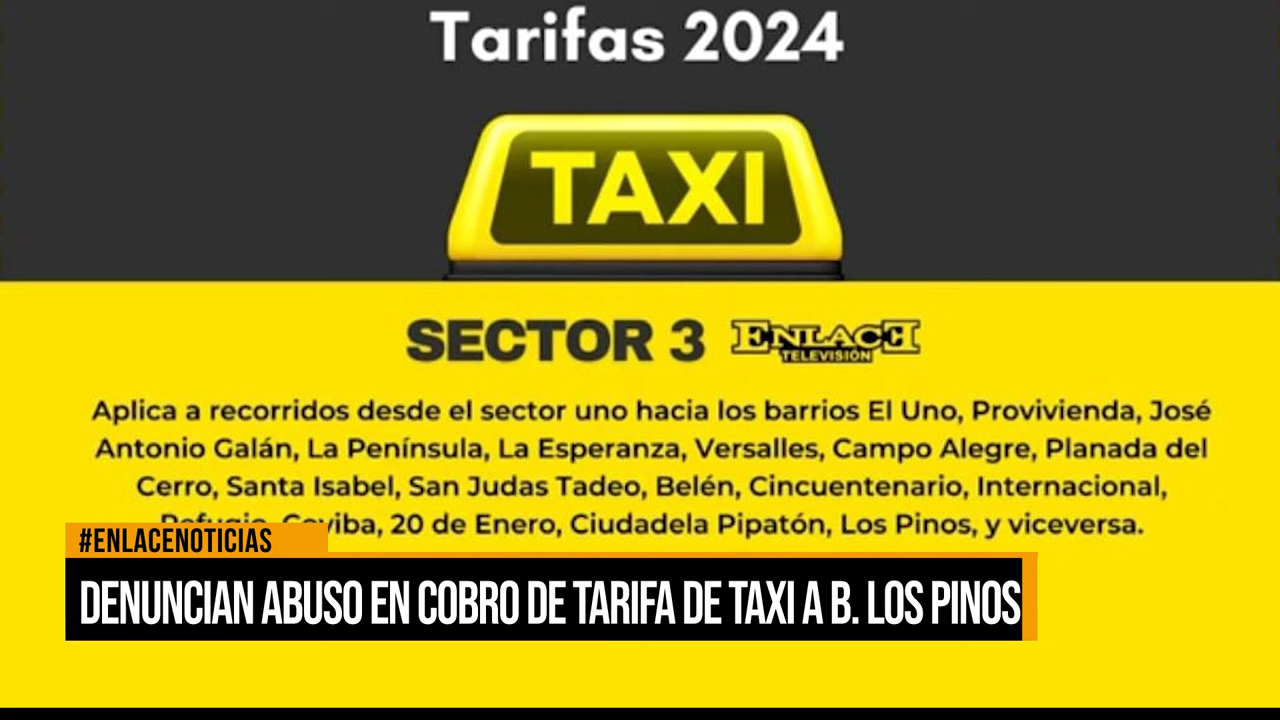 Tarifas 2024
TAXI
SECTOR 3 ENLACE
TELEVISIÓN
Aplica a recorridos desde el sector uno hacia los barrios El Uno, Provivienda, José
Antonio Galán, La Península, La Esperanza, Versalles, Campo Alegre, Planada del
Cerro, Santa Isabel, San Judas Tadeo, Belén, Cincuentenario, Internacional,
20 de Enero, Ciudadela Pipatón, Los Pinos, y viceversa.
#ENLACENOTICIAS
DENUNCIAN ABUSO EN COBRO DE TARIFA DE TAXI A B. LOS PINOS